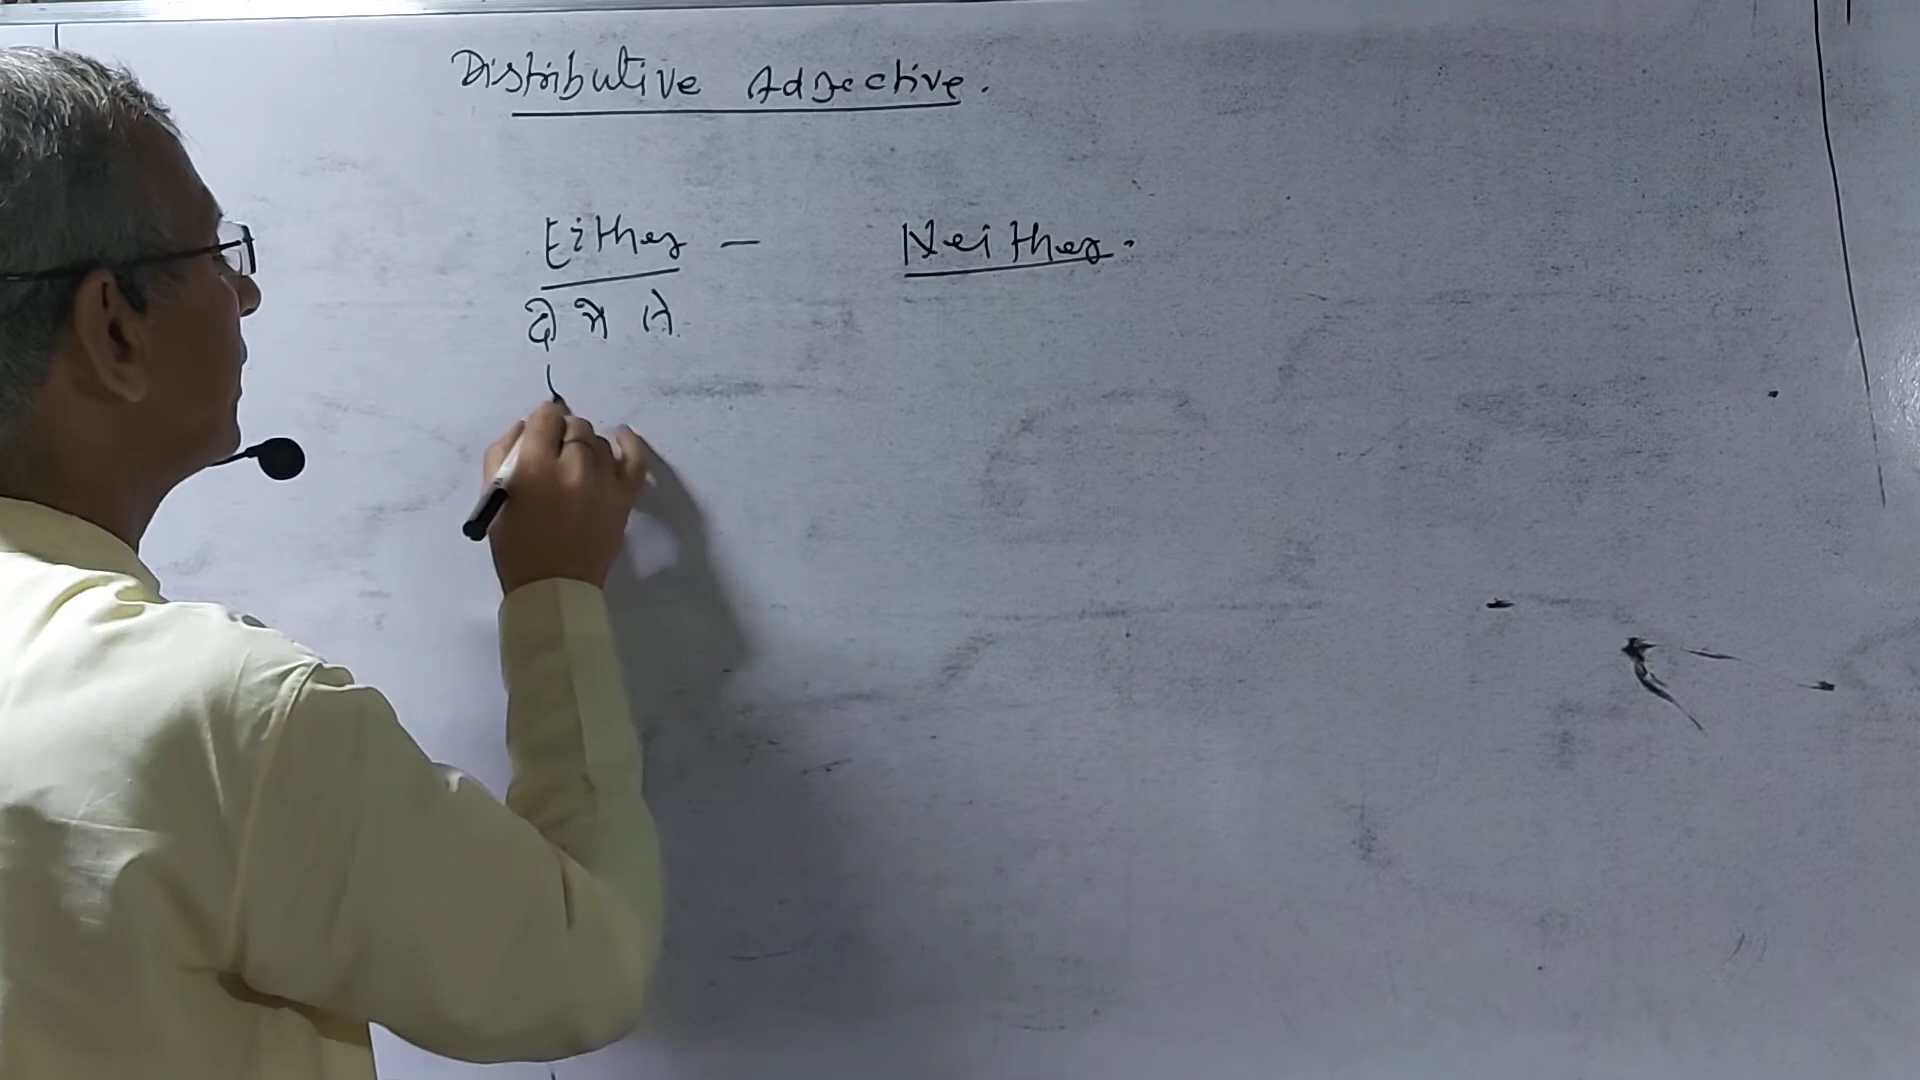 Distributive Adjective.
Either — Neither.
दो मे से